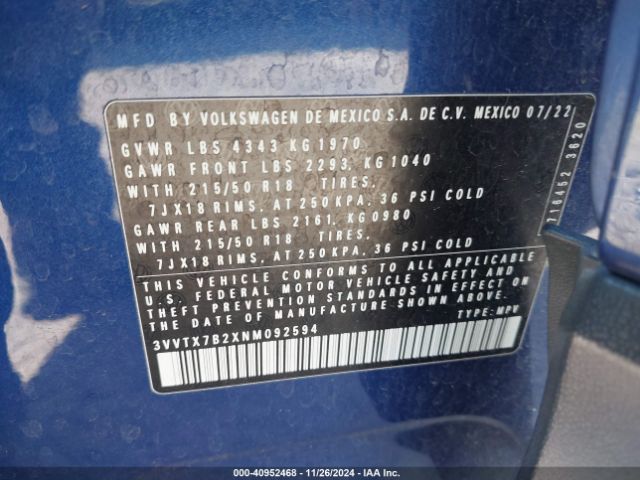 MFD BY VOLKSWAGEN DE MEXICO S.A. DE C.V. MEXICO 07/22
GVWR LBS 4343 KG 1970
GAWR FRONT LBS 2293, KG 1040
WITH 215/50 R18 TIRES,
7JX18 RIMS, AT 250 KPA, 36 PSI COLD
GAWR REAR LBS 2161, KG0980
WITH 215/50 R18 TIRES.
7JX18 RIMS, AT 250 KPA, 36 PSI COLD
THIS VEHICLE CONFORMS TO ALL APPLICABLE
U.S. FEDERAL MOTOR VEHICLE SAFETY AND
THEFT PREVENTION STANDARDS IN EFFECT ON
THE DATE OF MANUFACTURE SHOWN ABOVE.
TYPE: MPV
3VVTX7B2XNM092594
716452 3620
000-40952468 - 11/26/2024 - IAA Inc.